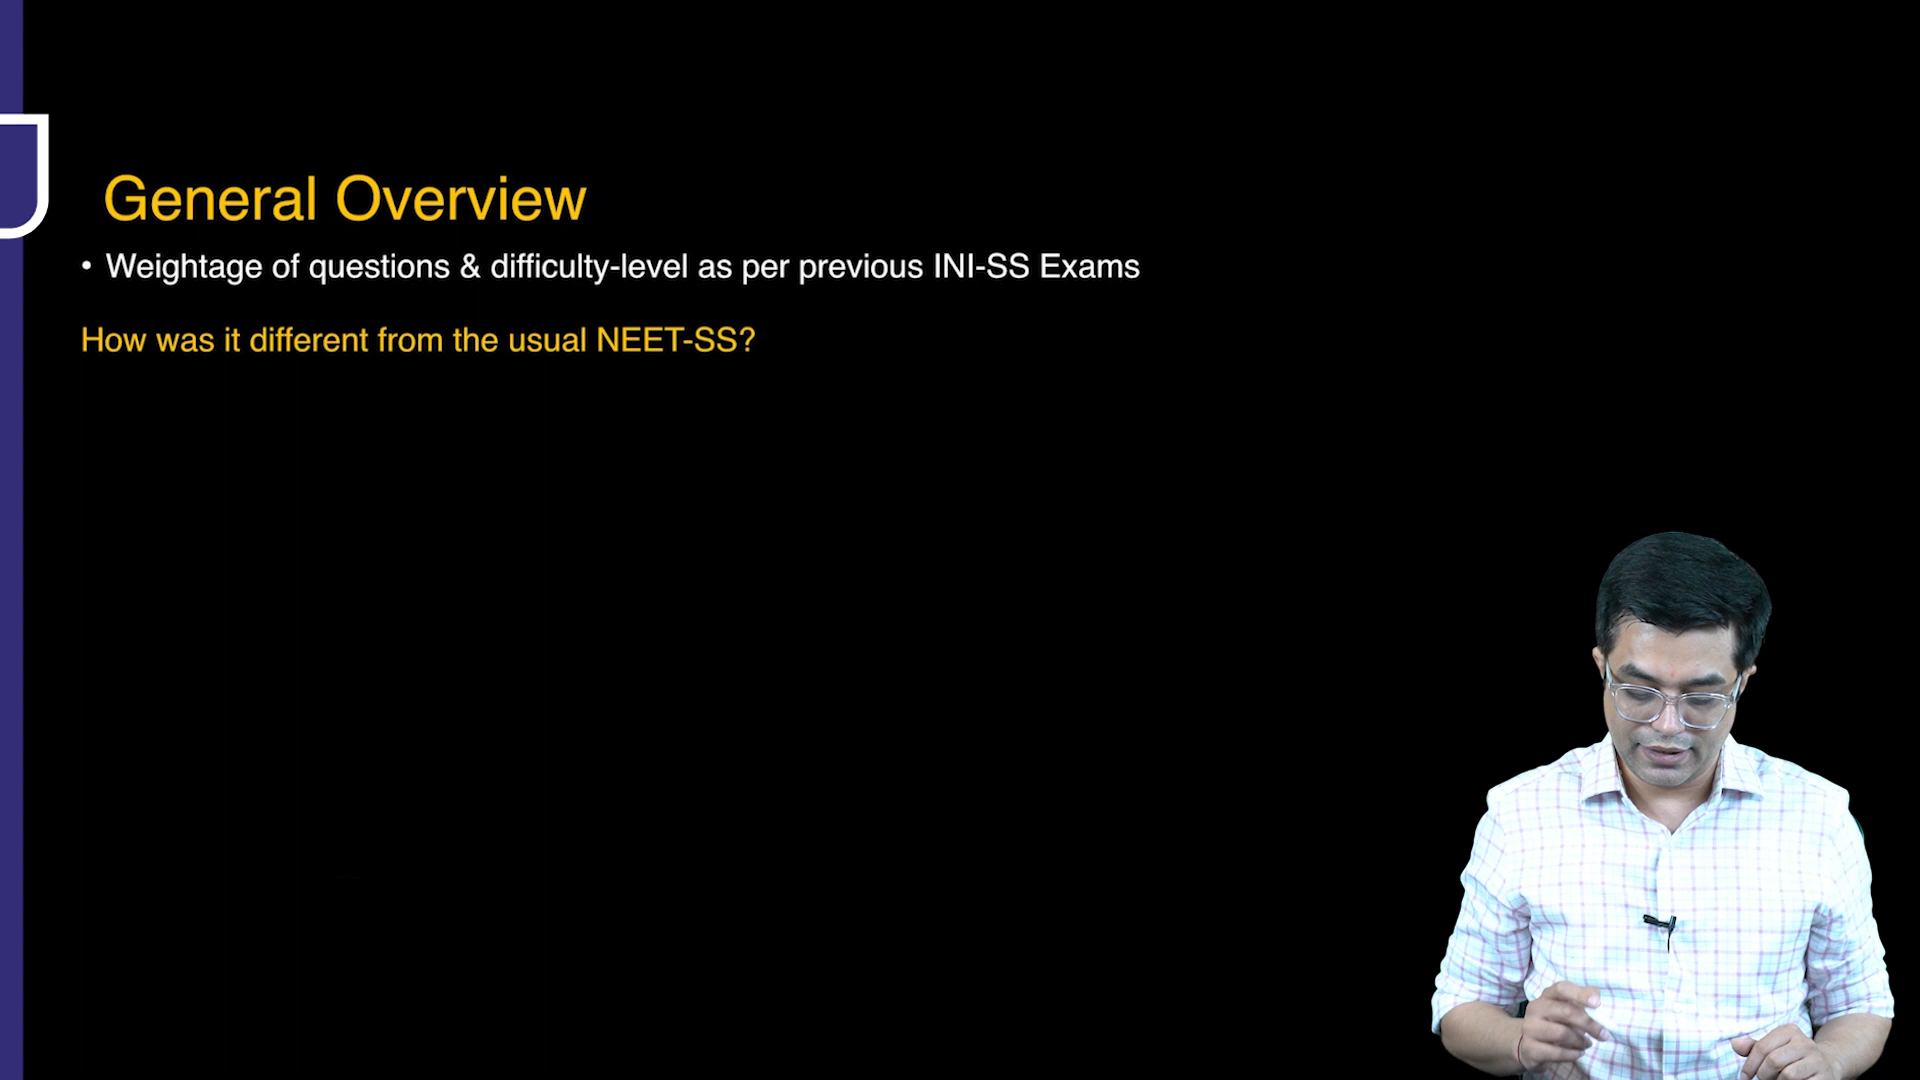 General Overview
• Weightage of questions & difficulty-level as per previous INI-SS Exams
How was it different from the usual NEET-SS?